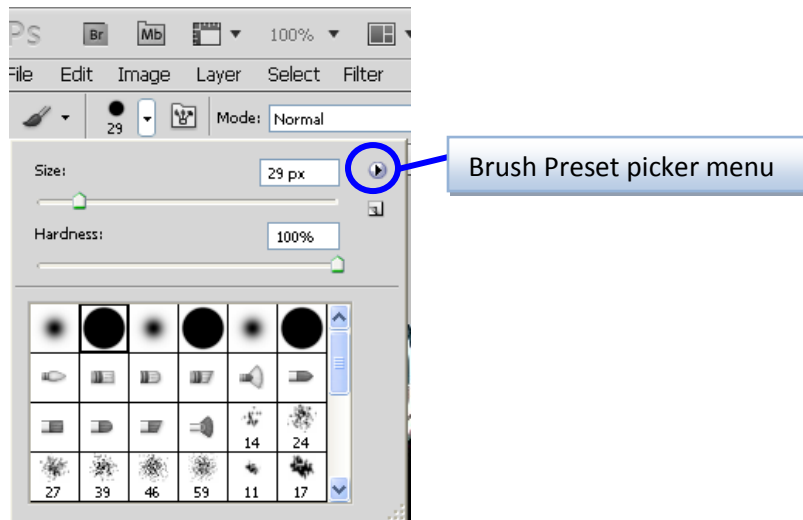 Ps Br Mb 100%
File Edit Image Layer Select Filter
29 Mode: Normal
Size: 29 px
Brush Preset picker menu
Hardness: 100%
14 24
27 39 46 59 11 17